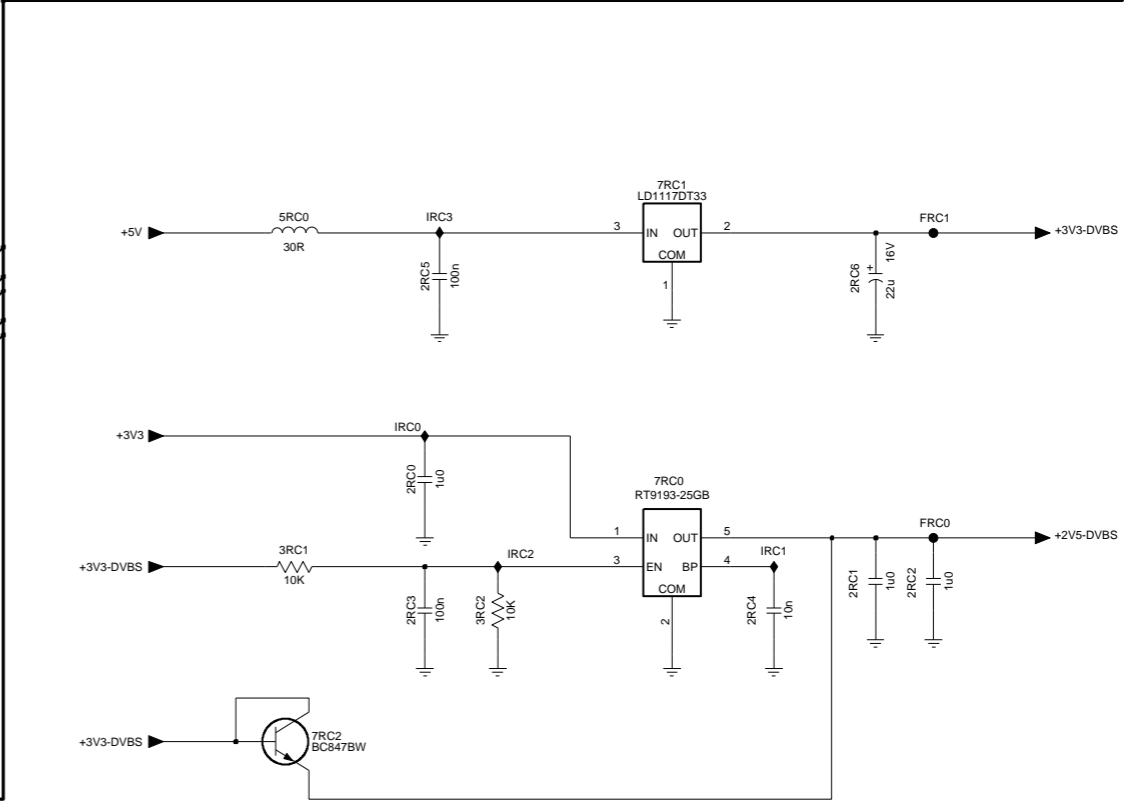 7RC1
LD1117DT33
+5V
5RC0
30R
IRC3
2RC5
100n
3
IN
OUT
COM
2
1
FRC1
2RC6
+
16V
22u
+3V3-DVBS
+3V3
IRC0
2RC0
1u0
7RC0
RT9193-25GB
1
IN
OUT
5
3
EN
BP
4
COM
2
IRC1
2RC4
10n
FRC0
2RC1
1u0
2RC2
1u0
+2V5-DVBS
+3V3-DVBS
3RC1
10K
2RC3
100n
IRC2
3RC2
10K
+3V3-DVBS
7RC2
BC847BW